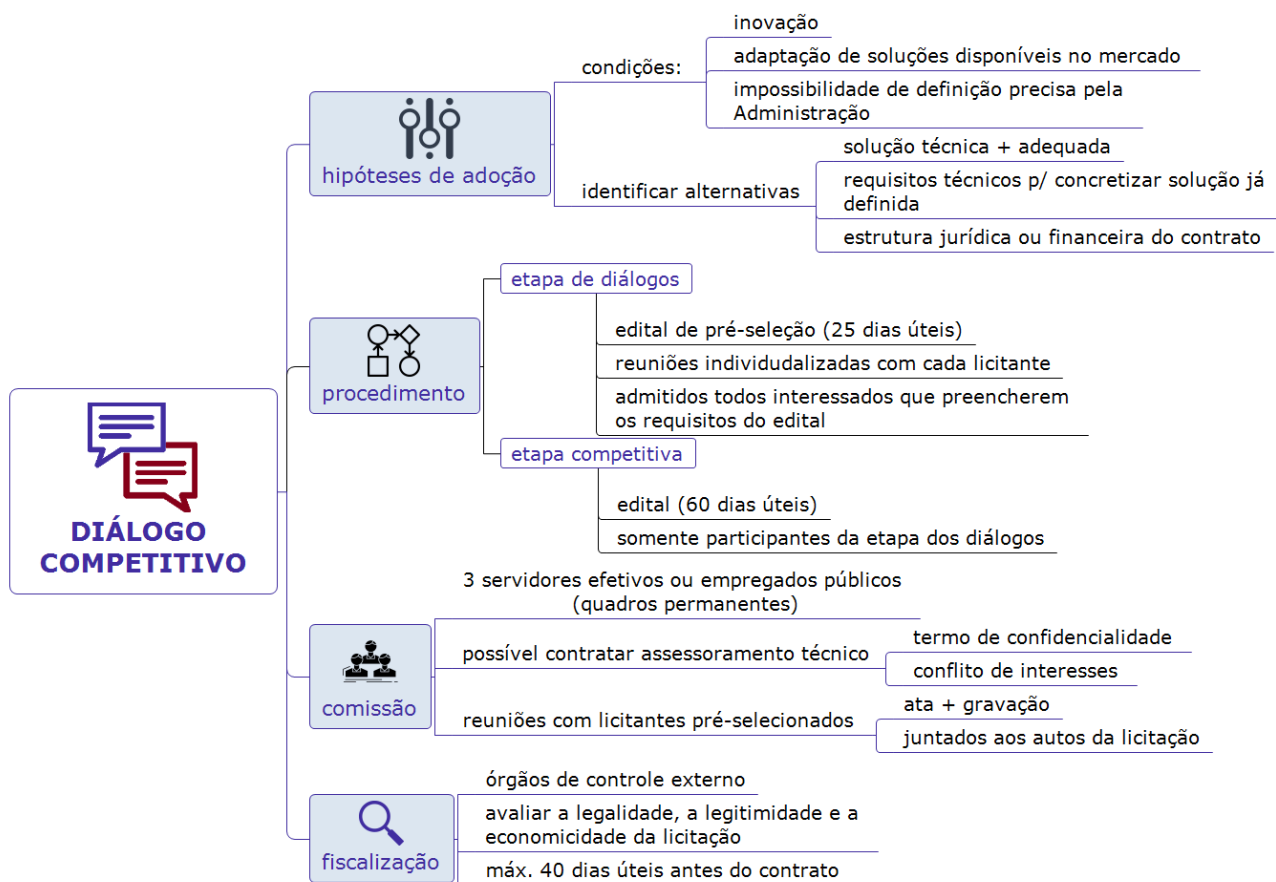 DIÁLOGO
COMPETITIVO
hipóteses de adoção
condições:
inovação
adaptação de soluções disponíveis no mercado
impossibilidade de definição precisa pela
Administração
identificar alternativas
solução técnica + adequada
requisitos técnicos p/ concretizar solução já
definida
estrutura jurídica ou financeira do contrato
procedimento
etapa de diálogos
edital de pré-seleção (25 dias úteis)
reuniões individudalizadas com cada licitante
admitidos todos interessados que preencherem
os requisitos do edital
etapa competitiva
edital (60 dias úteis)
somente participantes da etapa dos diálogos
comissão
3 servidores efetivos ou empregados públicos
(quadros permanentes)
possível contratar assessoramento técnico
termo de confidencialidade
conflito de interesses
reuniões com licitantes pré-selecionados
ata + gravação
juntados aos autos da licitação
fiscalização
órgãos de controle externo
avaliar a legalidade, a legitimidade e a
economicidade da licitação
máx. 40 dias úteis antes do contrato